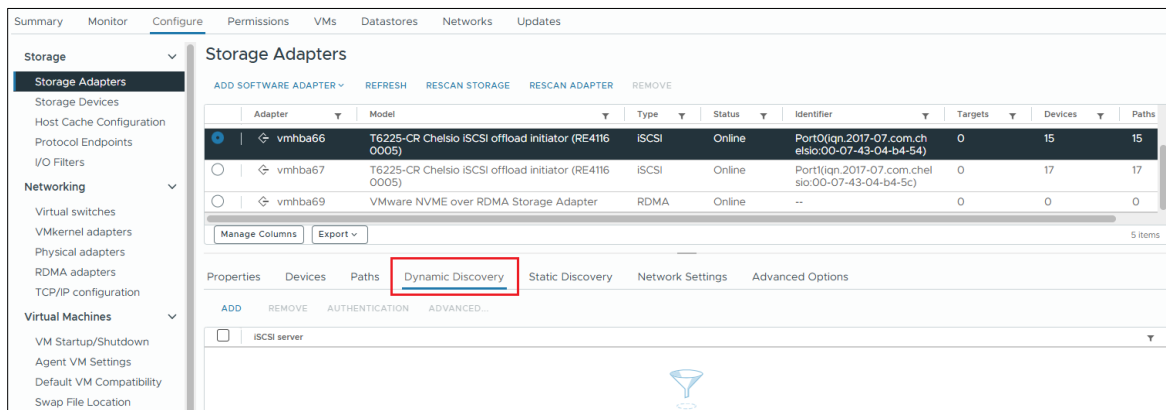 Summary Monitor Configure Permissions VMs Datastores Networks Updates
Storage
Storage Adapters
Storage Devices
Host Cache Configuration
Protocol Endpoints
I/O Filters
Networking
Virtual switches
VMkernel adapters
Physical adapters
RDMA adapters
TCP/IP configuration
Virtual Machines
VM Startup/Shutdown
Agent VM Settings
Default VM Compatibility
Swap File Location
Storage Adapters
ADD SOFTWARE ADAPTER REFRESH RESCAN STORAGE RESCAN ADAPTER REMOVE
Adapter Model Type Status Identifier Targets Devices Paths
vmhba66 T6225-CR Chelsio iSCSI offload initiator (RE4116 iSCSI Online Port0(iqn.2017-07.com.ch 0 15 15
0005) elsio:00-07-43-04-b4-54)
vmhba67 T6225-CR Chelsio iSCSI offload initiator (RE4116 iSCSI Online Port1(iqn.2017-07.com.chel 0 17 17
0005) sio:00-07-43-04-b4-5c)
vmhba69 VMware NVME over RDMA Storage Adapter RDMA Online -- 0 0 0
Manage Columns Export 5 items
Properties Devices Paths Dynamic Discovery Static Discovery Network Settings Advanced Options
ADD REMOVE AUTHENTICATION ADVANCED...
iSCSI server